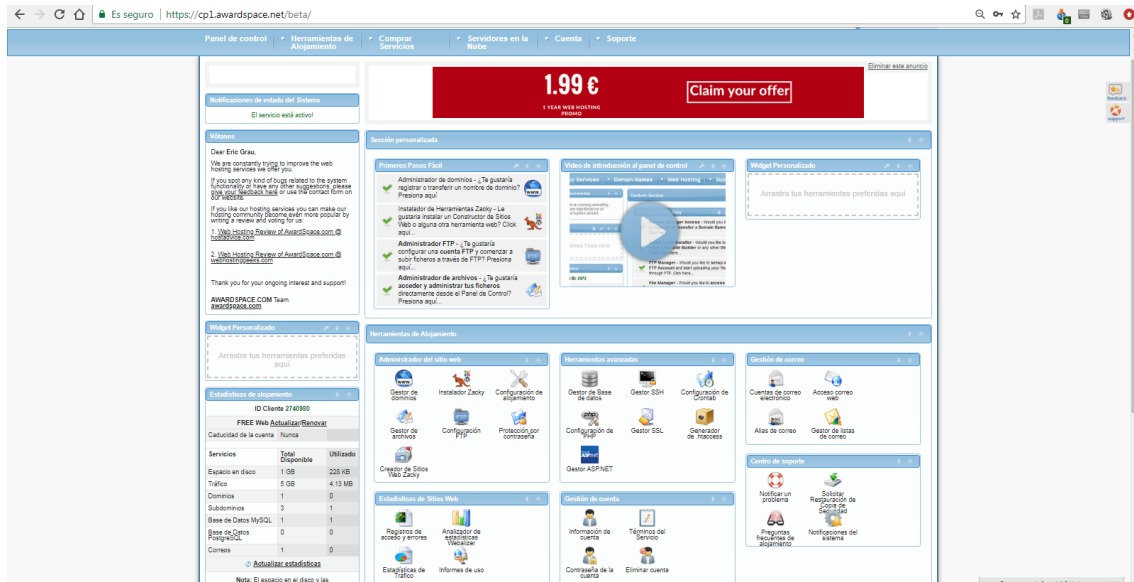 Es seguro | https://cp1.awardspace.net/beta/
Panel de control
Herramientas de
Alojamiento
Comprar
Servicios
Servidores en la
Nube
Cuenta
Soporte
Eliminar este anuncio
1.99 €
1 YEAR WEB HOSTING
PROMO
Claim your offer
feedback
support
Notificaciones de estado del Sistema
El servicio está activo!
Vótanos
Dear Eric Grau,
We are constantly trying to improve the web
hosting services we offer you.
If you spot any kind of bugs related to the system
functionality or have any other suggestions, please
give your feedback here or use the contact form on
our website.
If you like our hosting services you can make our
hosting community become even more popular by
writing a review and voting for us:
1. Web Hosting Review of AwardSpace.com @
hostadvice.com
2. Web Hosting Review of AwardSpace.com @
webhostinggeeks.com
Thank you for your ongoing interest and support!
AWARDSPACE.COM Team
awardspace.com
Widget Personalizado
Arrastra tus herramientas preferidas
aquí
Estadísticas de alojamiento
ID Cliente 2740980
FREE Web Actualizar/Renovar
Caducidad de la cuenta Nunca
Servicios Total Disponible Utilizado
Espacio en disco 1 GB 228 KB
Tráfico 5 GB 4.13 MB
Dominios 1 0
Subdominios 3 1
Base de Datos MySQL 1 1
Base de Datos PostgreSQL 0 0
Correos 1 0
Actualizar estadísticas
Nota: El espacio en el disco y las
Sección personalizada
Primeros Pasos Fácil
Administrador de dominios - ¿Te gustaría
registrar o transferir un nombre de dominio?
Presiona aquí...
Instalador de Herramientas Zacky - Le
gustaria instalar un Constructor de Sitios
Web o alguna otra herramienta web? Click
aqui...
Administrador FTP - ¿Te gustaría
configurar una cuenta FTP y comenzar a
subir ficheros a través de FTP? Presiona
aquí...
Administrador de archivos - ¿Te gustaría
acceder y administrar tus ficheros
directamente desde el Panel de Control?
Presiona aquí...
Video de introducción al panel de control
Widget Personalizado
Arrastra tus herramientas preferidas aquí
Herramientas de Alojamiento
Administrador del sitio web
Gestor de
dominios
Instalador Zacky
Configuración de
alojamiento
Gestor de
archivos
Configuración
FTP
Protección por
contraseña
Creador de Sitios
Web Zacky
Herramientas avanzadas
Gestor de Base
de datos
Gestor SSH
Configuración de
Crontab
Configuración de
PHP
Gestor SSL
Generador
de .htaccess
Gestor ASP.NET
Gestión de correo
Cuentas de correo
electrónico
Acceso correo
web
Alias de correo
Gestor de listas
de correo
Centro de soporte
Notificar un
problema
Solicitar
Restauración de
Copia de
Seguridad
Preguntas
frecuentes de
alojamiento
Notificaciones del
sistema
Estadísticas de Sitios Web
Registros de
acceso y errores
Analizador de
estadísticas
Webalizer
Estadísticas de
Tráfico
Informes de uso
Gestión de cuenta
Información de
cuenta
Términos del
Servicio
Contraseña de la
cuenta
Eliminar cuenta